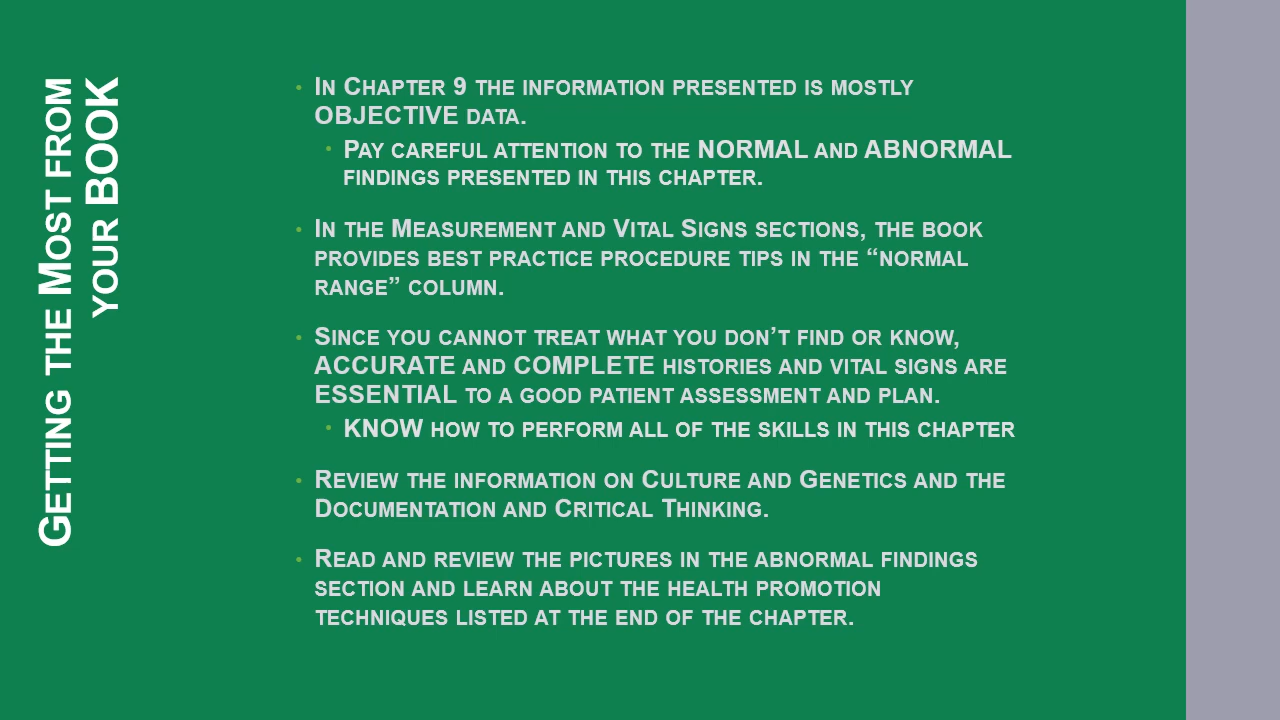 Getting the Most from
your BOOK
• In Chapter 9 the information presented is mostly
OBJECTIVE data.
• Pay careful attention to the NORMAL and ABNORMAL
findings presented in this chapter.
• In the Measurement and Vital Signs sections, the book
provides best practice procedure tips in the “normal
range” column.
• Since you cannot treat what you don’t find or know,
ACCURATE and COMPLETE histories and vital signs are
ESSENTIAL to a good patient assessment and plan.
• KNOW how to perform all of the skills in this chapter
• Review the information on Culture and Genetics and the
Documentation and Critical Thinking.
• Read and review the pictures in the abnormal findings
section and learn about the health promotion
techniques listed at the end of the chapter.